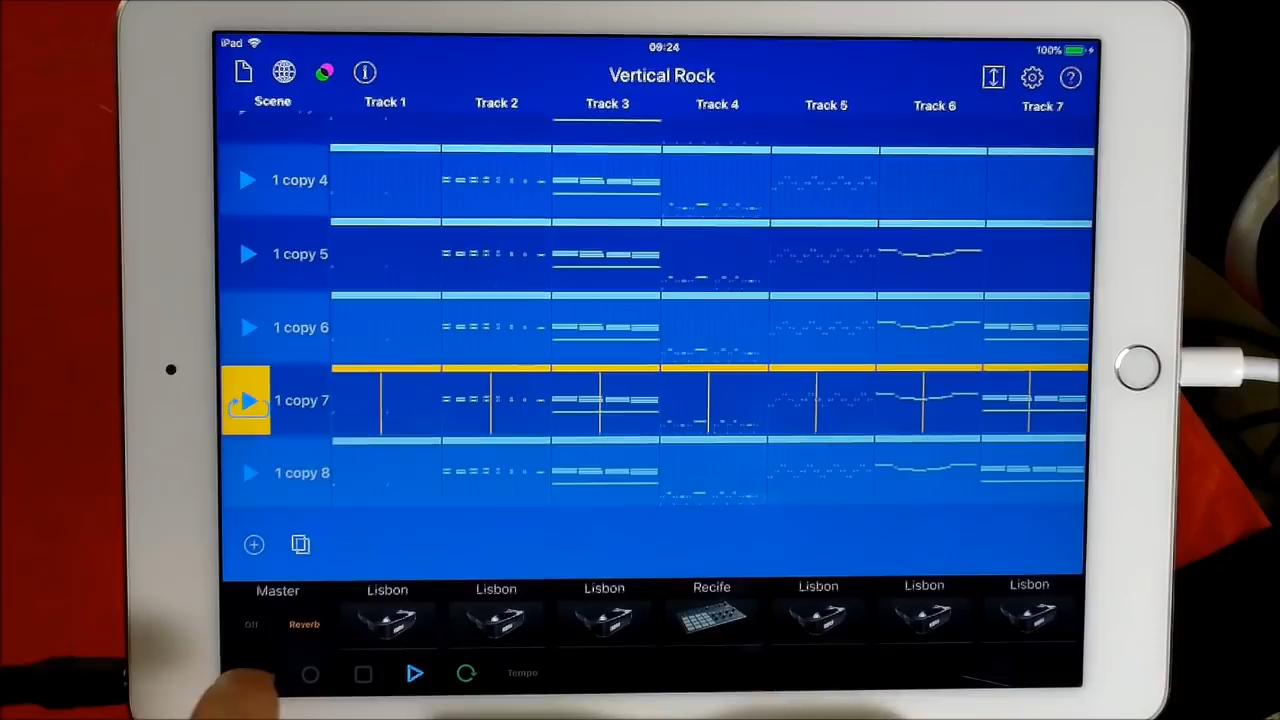 iPad 09:24 100%
Vertical Rock
Scene Track 1 Track 2 Track 3 Track 4 Track 5 Track 6 Track 7
1 copy 4
1 copy 5
1 copy 6
1 copy 7
1 copy 8
Master Lisbon Lisbon Lisbon Recife Lisbon Lisbon Lisbon
Off Reverb
Tempo